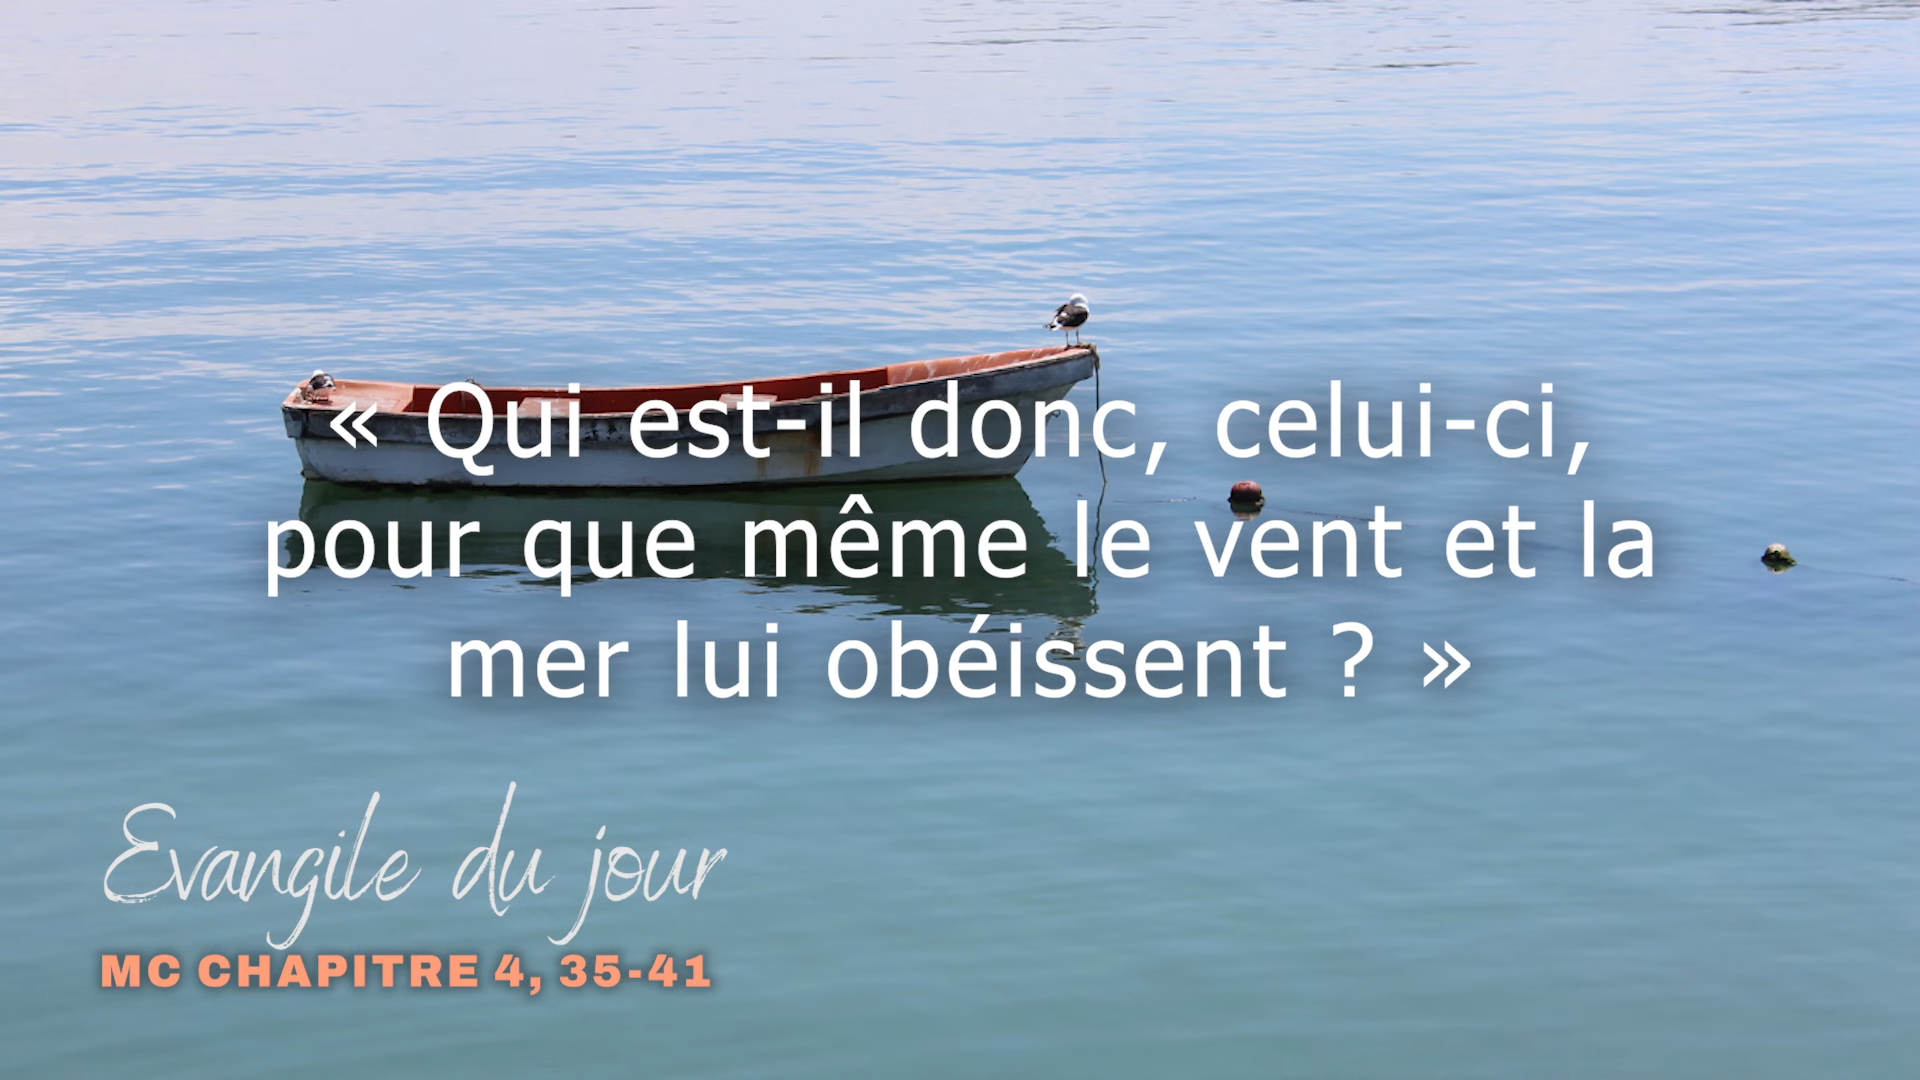 « Qui est-il donc, celui-ci,
pour que même le vent et la
mer lui obéissent ? »
Evangile du jour
MC CHAPITRE 4, 35-41